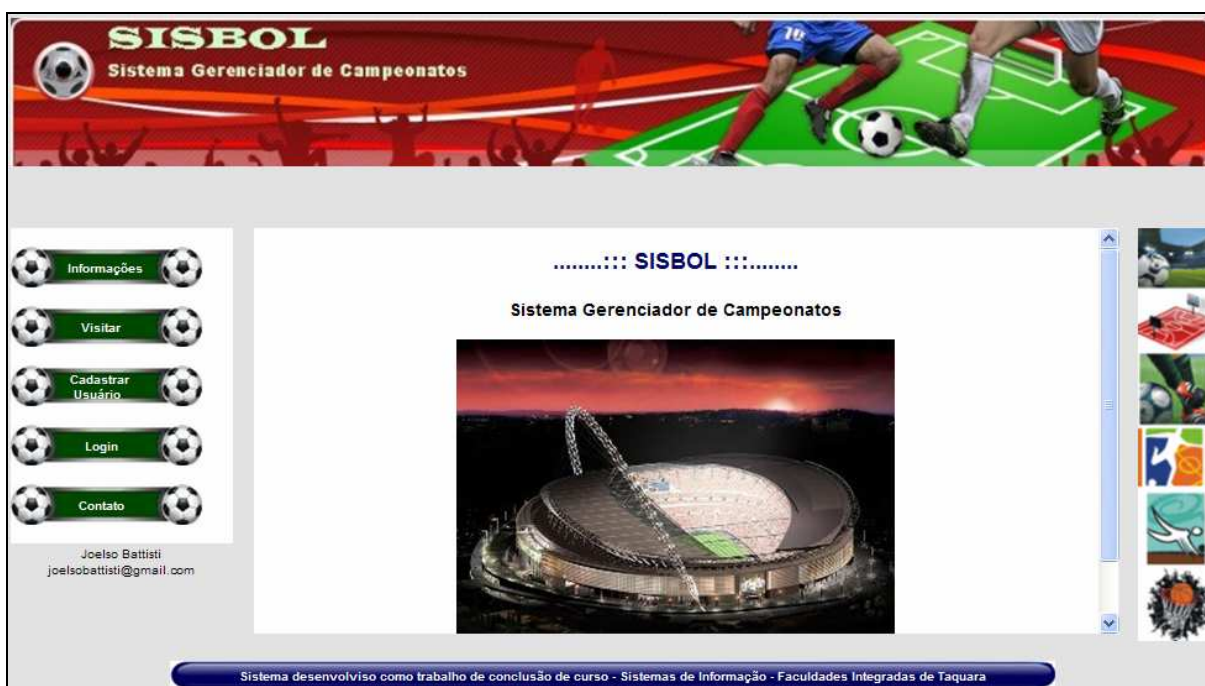 SISBOL
Sistema Gerenciador de Campeonatos
10
Informações
Visitar
Cadastrar
Usuário
Login
Contato
Joelso Battisti
joelsobattisti@gmail.com
........::: SISBOL :::........
Sistema Gerenciador de Campeonatos
Sistema desenvolviso como trabalho de conclusão de curso - Sistemas de Informação - Faculdades Integradas de Taquara